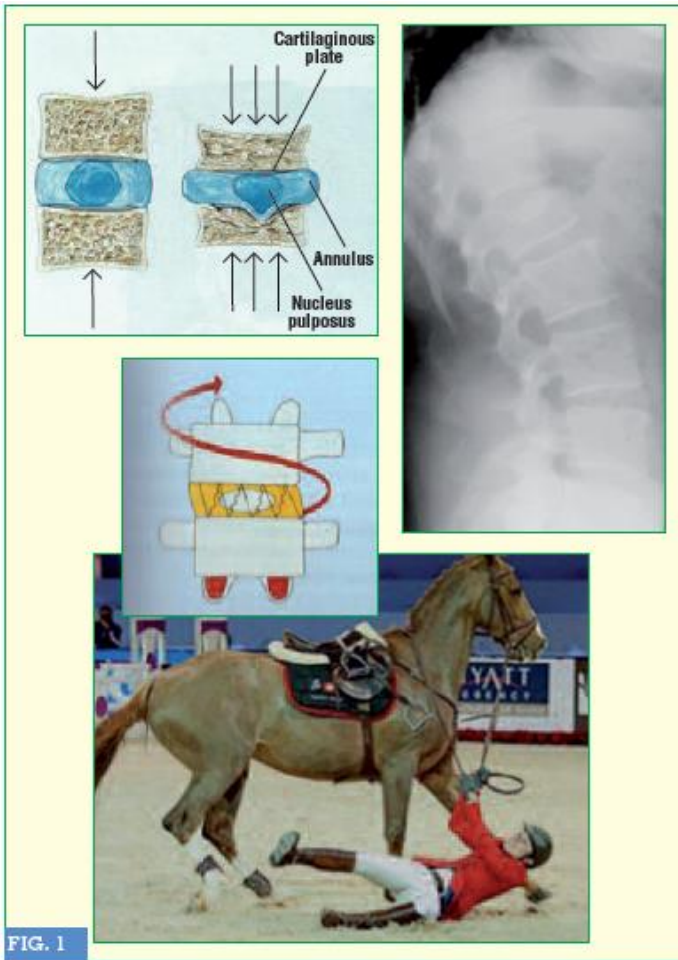 Cartilaginous
plate
Annulus
Nucleus
pulposus
YATT
FIG. 1